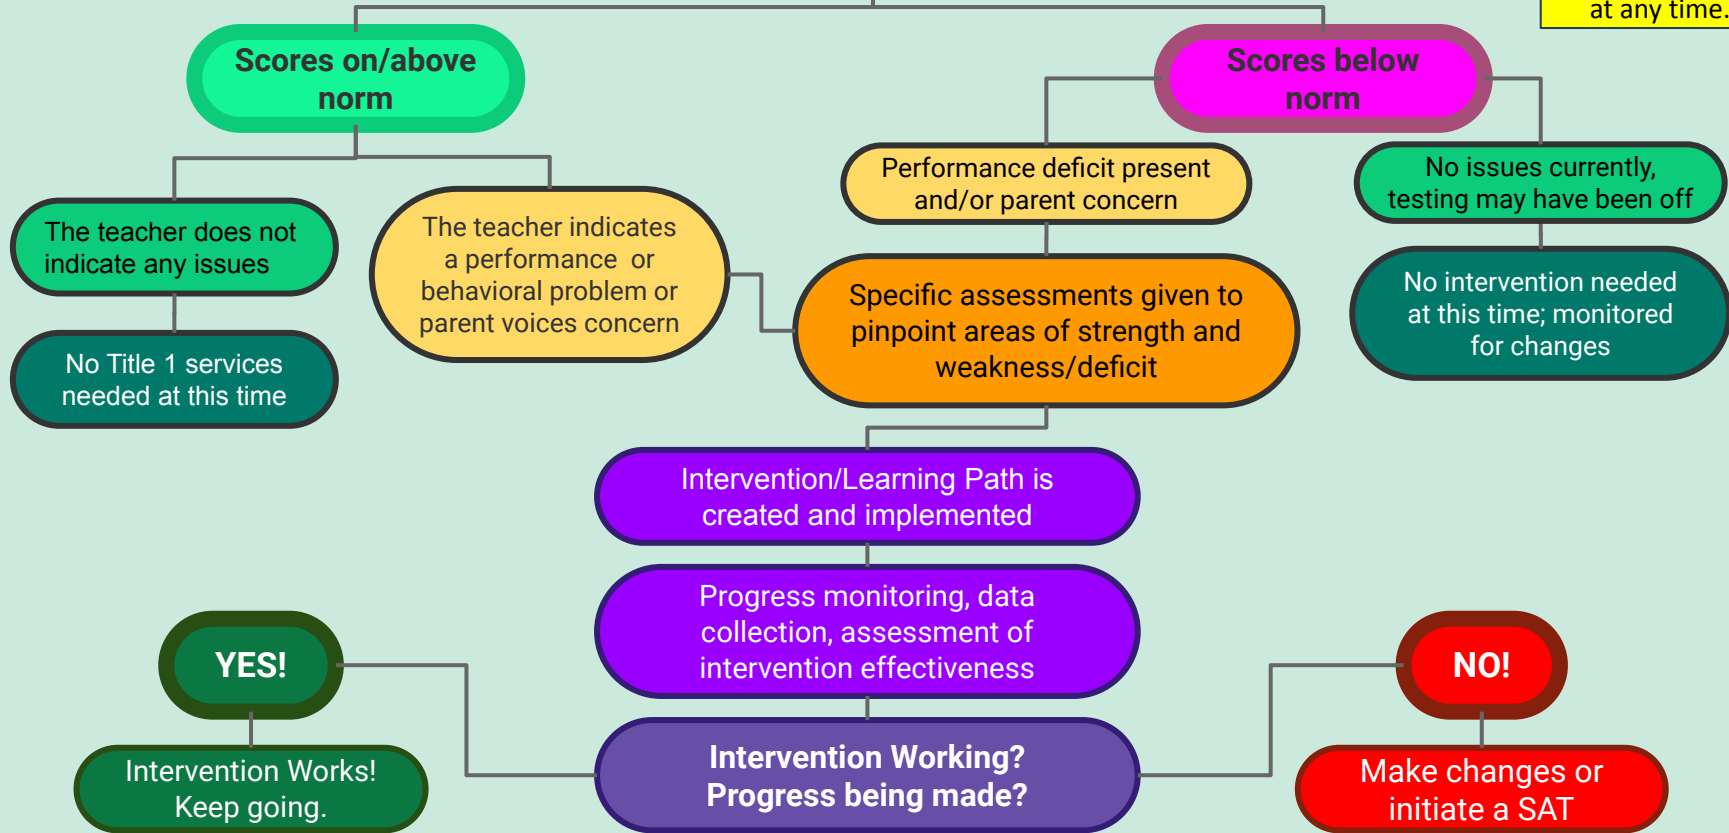 at any time.
Scores on/above
norm
Scores below
norm
The teacher does not
indicate any issues
The teacher indicates
a performance or
behavioral problem or
parent voices concern
Performance deficit present
and/or parent concern
No issues currently,
testing may have been off
No Title 1 services
needed at this time
Specific assessments given to
pinpoint areas of strength and
weakness/deficit
No intervention needed
at this time; monitored
for changes
Intervention/Learning Path is
created and implemented
Progress monitoring, data
collection, assessment of
intervention effectiveness
YES!
NO!
Intervention Works!
Keep going.
Intervention Working?
Progress being made?
Make changes or
initiate a SAT